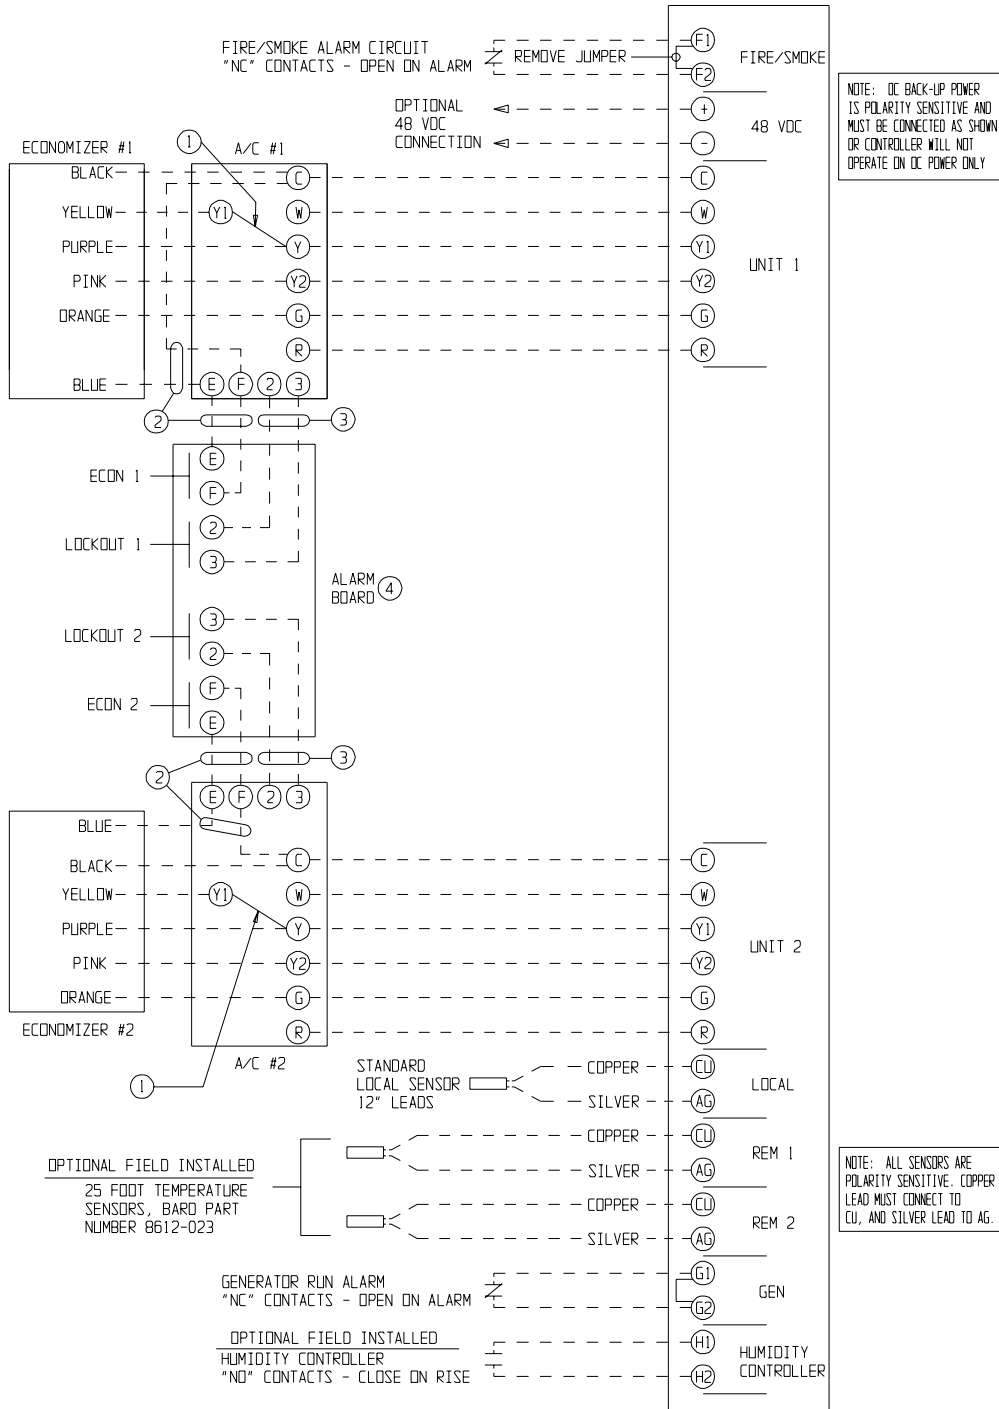 FIRE/SMOKE ALARM CIRCUIT
"NC" CONTACTS - OPEN ON ALARM
REMOVE JUMPER
F1
F2
FIRE/SMOKE
OPTIONAL
48 VDC
CONNECTION
+
-
48 VDC
NOTE: DC BACK-UP POWER
IS POLARITY SENSITIVE AND
MUST BE CONNECTED AS SHOWN
OR CONTROLLER WILL NOT
OPERATE ON DC POWER ONLY
ECONOMIZER #1
1
A/C #1
BLACK
C
C
YELLOW
Y1
W
W
PURPLE
Y
Y1
UNIT 1
PINK
Y2
Y2
ORANGE
G
G
R
R
BLUE
E
F
2
3
2
3
ECON 1
E
F
LOCKOUT 1
2
3
ALARM
BOARD
4
LOCKOUT 2
3
2
ECON 2
F
E
2
3
E
F
2
3
BLUE
BLACK
C
C
YELLOW
Y1
W
W
PURPLE
Y
Y1
UNIT 2
PINK
Y2
Y2
ORANGE
G
G
ECONOMIZER #2
R
R
A/C #2
1
STANDARD
LOCAL SENSOR
12" LEADS
COPPER
CU
LOCAL
SILVER
AG
COPPER
CU
REM 1
SILVER
AG
OPTIONAL FIELD INSTALLED
25 FOOT TEMPERATURE
SENSORS, BARD PART
NUMBER 8612-023
COPPER
CU
REM 2
SILVER
AG
NOTE: ALL SENSORS ARE
POLARITY SENSITIVE. COPPER
LEAD MUST CONNECT TO
CU, AND SILVER LEAD TO AG.
GENERATOR RUN ALARM
"NC" CONTACTS - OPEN ON ALARM
G1
G2
GEN
OPTIONAL FIELD INSTALLED
HUMIDITY CONTROLLER
"NO" CONTACTS - CLOSE ON RISE
H1
H2
HUMIDITY
CONTROLLER